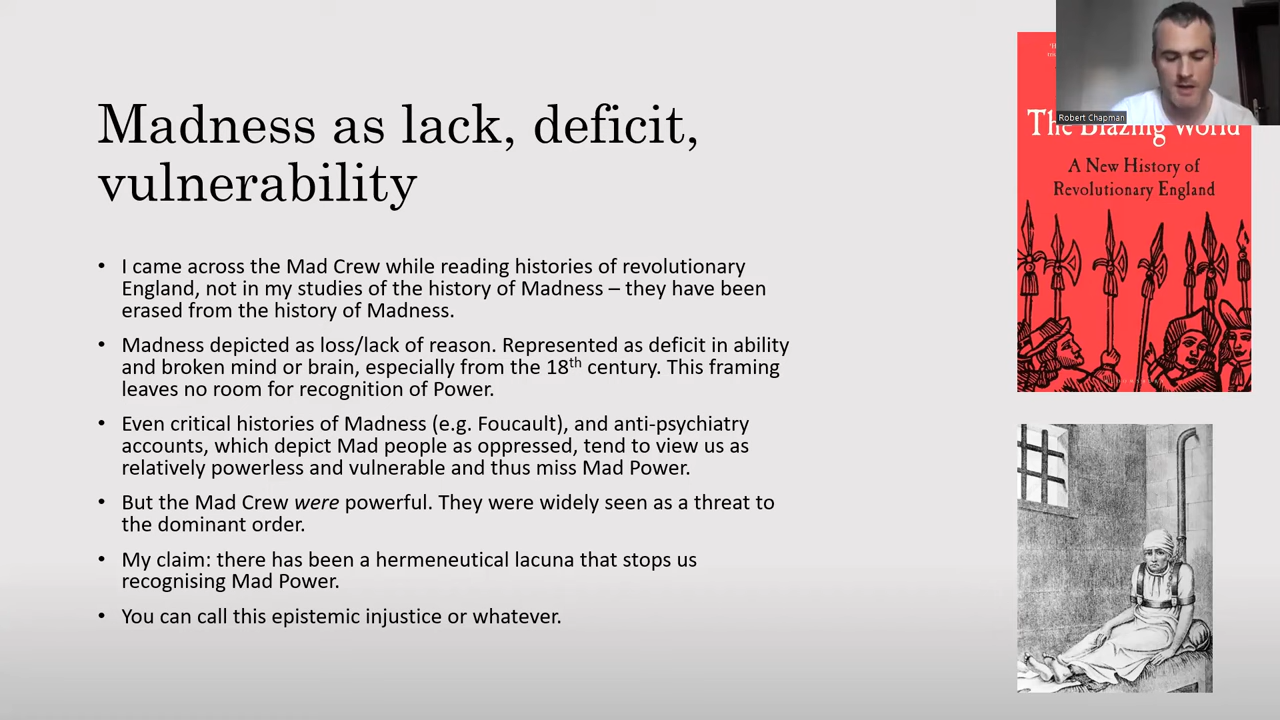 Madness as lack, deficit,
vulnerability
• I came across the Mad Crew while reading histories of revolutionary
England, not in my studies of the history of Madness – they have been
erased from the history of Madness.
• Madness depicted as loss/lack of reason. Represented as deficit in ability
and broken mind or brain, especially from the 18th century. This framing
leaves no room for recognition of Power.
• Even critical histories of Madness (e.g. Foucault), and anti-psychiatry
accounts, which depict Mad people as oppressed, tend to view us as
relatively powerless and vulnerable and thus miss Mad Power.
• But the Mad Crew were powerful. They were widely seen as a threat to
the dominant order.
• My claim: there has been a hermeneutical lacuna that stops us
recognising Mad Power.
• You can call this epistemic injustice or whatever.
Robert Chapman
The Blazing World
A New History of
Revolutionary England